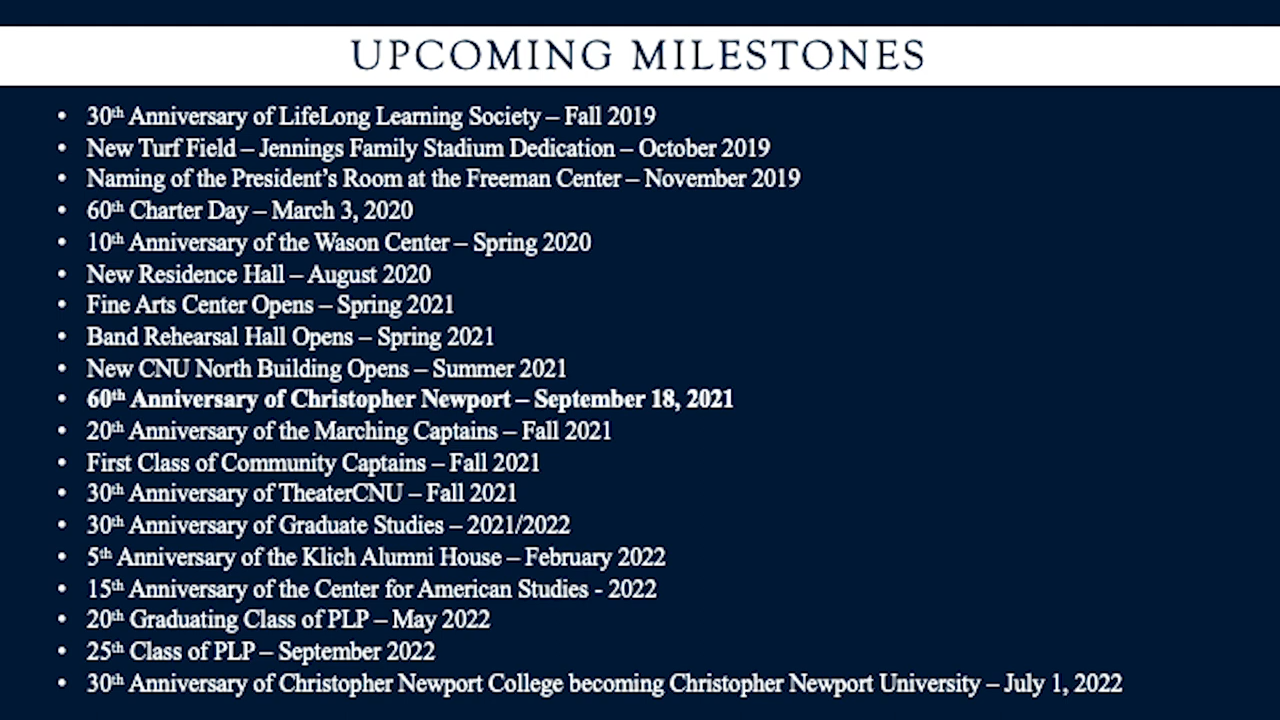 UPCOMING MILESTONES
• 30th Anniversary of LifeLong Learning Society – Fall 2019
• New Turf Field – Jennings Family Stadium Dedication – October 2019
• Naming of the President's Room at the Freeman Center – November 2019
• 60th Charter Day – March 3, 2020
• 10th Anniversary of the Wason Center – Spring 2020
• New Residence Hall – August 2020
• Fine Arts Center Opens – Spring 2021
• Band Rehearsal Hall Opens – Spring 2021
• New CNU North Building Opens – Summer 2021
• 60th Anniversary of Christopher Newport – September 18, 2021
• 20th Anniversary of the Marching Captains – Fall 2021
• First Class of Community Captains – Fall 2021
• 30th Anniversary of TheaterCNU – Fall 2021
• 30th Anniversary of Graduate Studies – 2021/2022
• 5th Anniversary of the Klich Alumni House – February 2022
• 15th Anniversary of the Center for American Studies - 2022
• 20th Graduating Class of PLP – May 2022
• 25th Class of PLP – September 2022
• 30th Anniversary of Christopher Newport College becoming Christopher Newport University – July 1, 2022